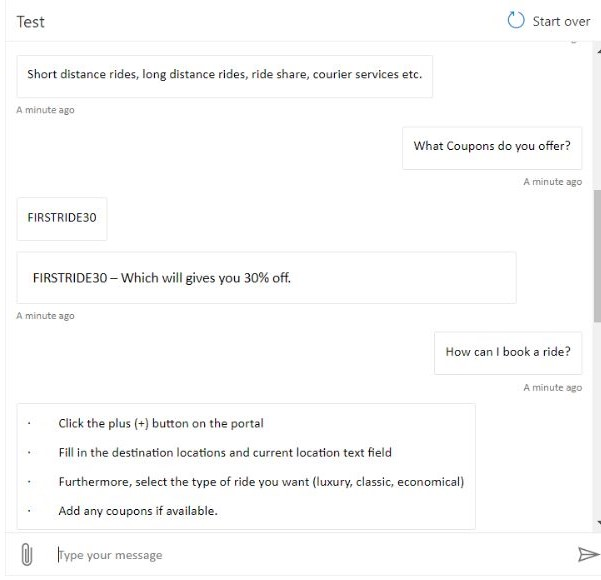 Test
Start over
Short distance rides, long distance rides, ride share, courier services etc.
A minute ago
What Coupons do you offer?
A minute ago
FIRSTRIDE30
FIRSTRIDE30 – Which will gives you 30% off.
A minute ago
How can I book a ride?
A minute ago
· Click the plus (+) button on the portal
· Fill in the destination locations and current location text field
· Furthermore, select the type of ride you want (luxury, classic, economical)
· Add any coupons if available.
Type your message